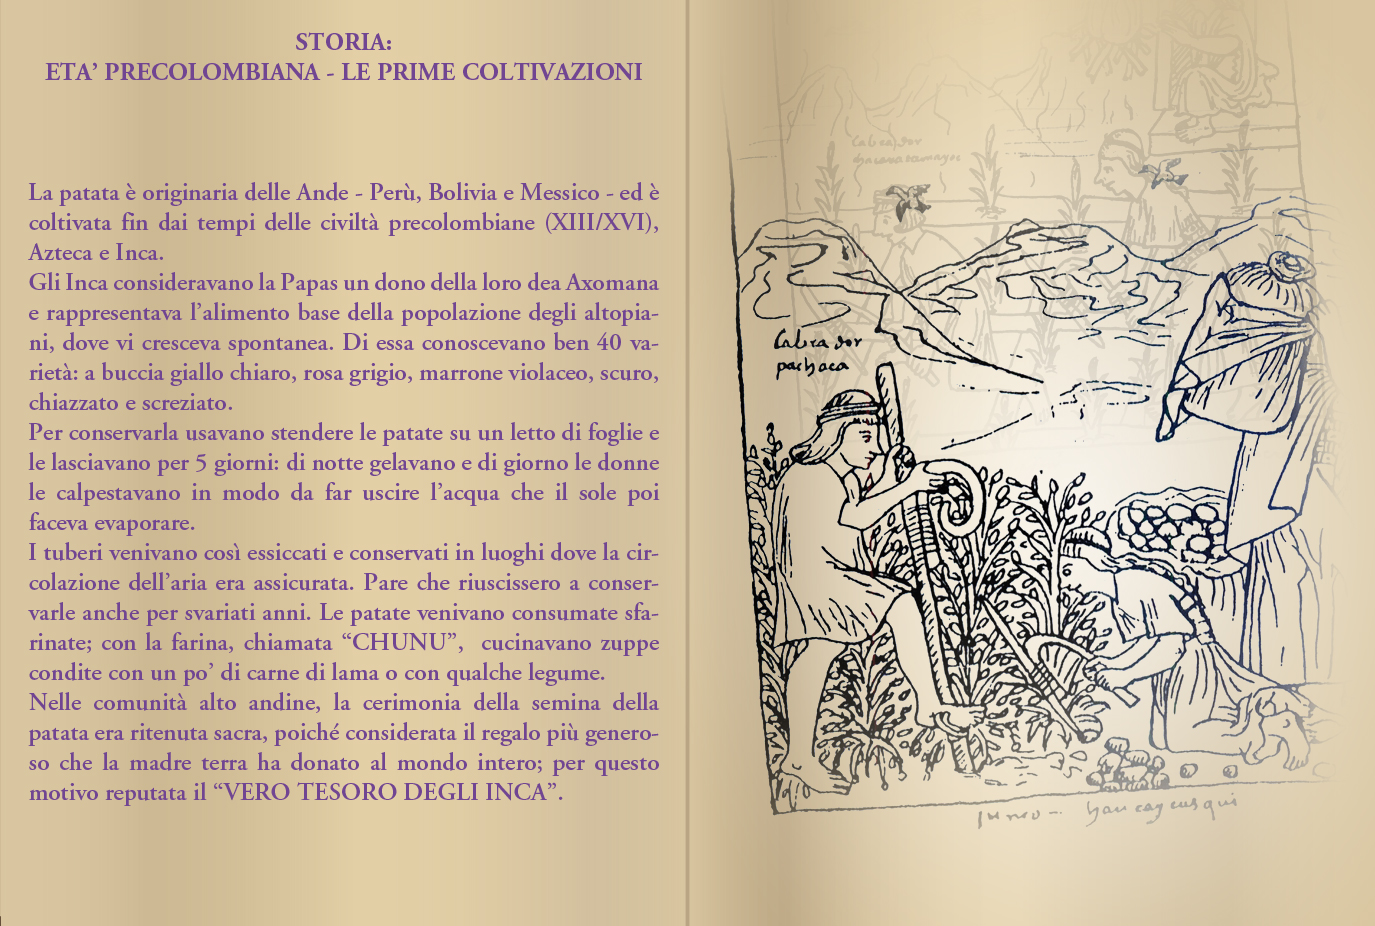 STORIA:
ETA’ PRECOLOMBIANA - LE PRIME COLTIVAZIONI
La patata è originaria delle Ande - Perù, Bolivia e Messico - ed è
coltivata fin dai tempi delle civiltà precolombiane (XIII/XVI),
Azteca e Inca.
Gli Inca consideravano la Papas un dono della loro dea Axomana
e rappresentava l’alimento base della popolazione degli altopia-
ni, dove vi cresceva spontanea. Di essa conoscevano ben 40 va-
rietà: a buccia giallo chiaro, rosa grigio, marrone violaceo, scuro,
chiazzato e screziato.
Per conservarla usavano stendere le patate su un letto di foglie e
le lasciavano per 5 giorni: di notte gelavano e di giorno le donne
le calpestavano in modo da far uscire l’acqua che il sole poi
faceva evaporare.
I tuberi venivano così essiccati e conservati in luoghi dove la cir-
colazione dell’aria era assicurata. Pare che riuscissero a conser-
varle anche per svariati anni. Le patate venivano consumate sfa-
rinate; con la farina, chiamata “CHUNU”, cucinavano zuppe
condite con un po’ di carne di lama o con qualche legume.
Nelle comunità alto andine, la cerimonia della semina della
patata era ritenuta sacra, poiché considerata il regalo più genero-
so che la madre terra ha donato al mondo intero; per questo
motivo reputata il “VERO TESORO DEGLI INCA”.
pachaca